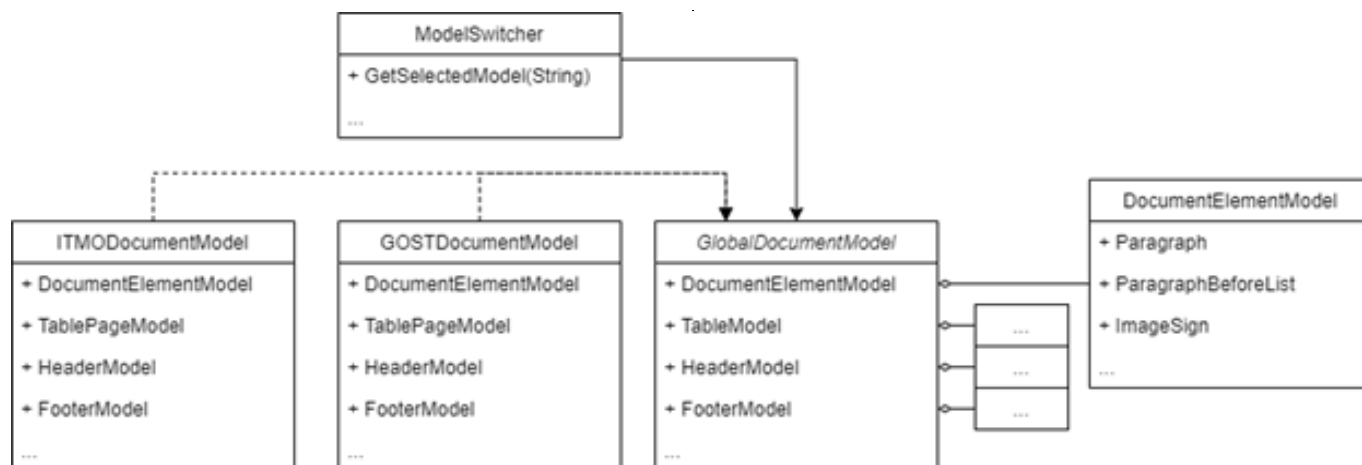 ModelSwitcher
+ GetSelectedModel(String)
...
ITMODocumentModel
+ DocumentElementModel
+ TablePageModel
+ HeaderModel
+ FooterModel
...
GOSTDocumentModel
+ DocumentElementModel
+ TablePageModel
+ HeaderModel
+ FooterModel
...
GlobalDocumentModel
+ DocumentElementModel
+ TableModel
+ HeaderModel
+ FooterModel
...
...
...
...
DocumentElementModel
+ Paragraph
+ ParagraphBeforeList
+ ImageSign
...